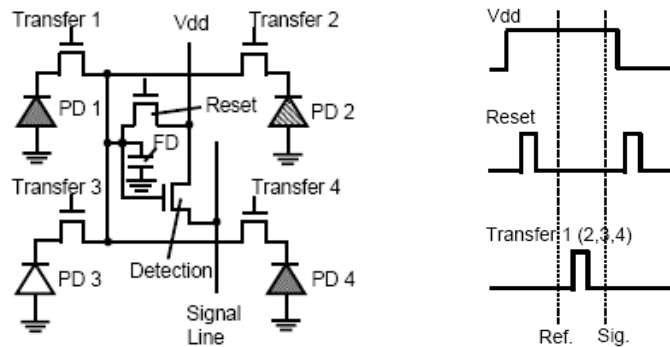 Transfer 1
Vdd
Transfer 2
PD 1
Reset
PD 2
FD
Transfer 3
Transfer 4
PD 3
Detection
PD 4
Signal
Line
Vdd
Reset
Transfer 1 (2,3,4)
Ref.
Sig.